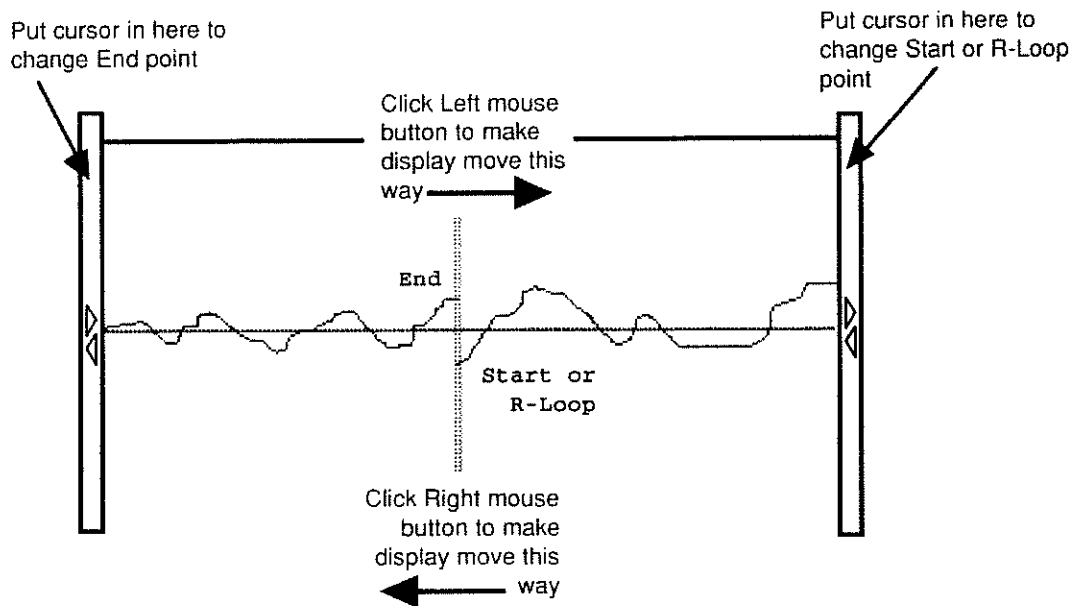 Put cursor in here to
change End point
Put cursor in here to
change Start or R-Loop
point
Click Left mouse
button to make
display move this
way
End
Start or
R-Loop
Click Right mouse
button to make
display move this
way